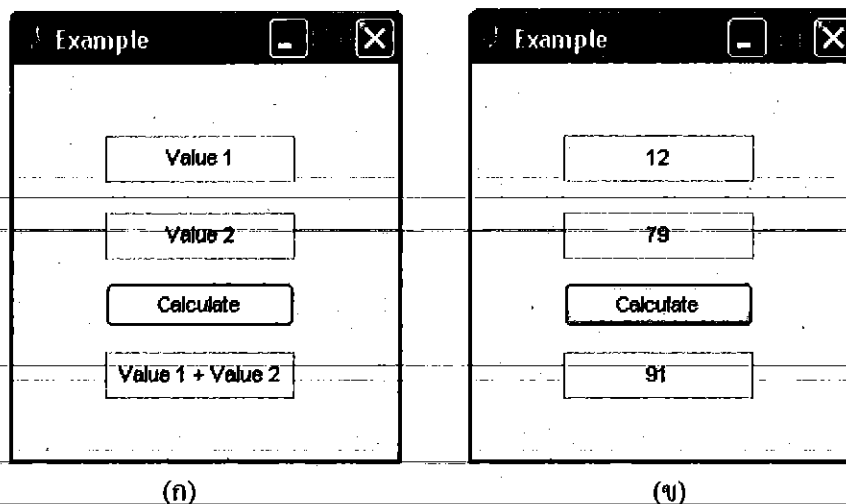 Example
Value 1
Value 2
Calculate
Value 1 + Value 2
(ก)
Example
12
79
Calculate
91
(ข)